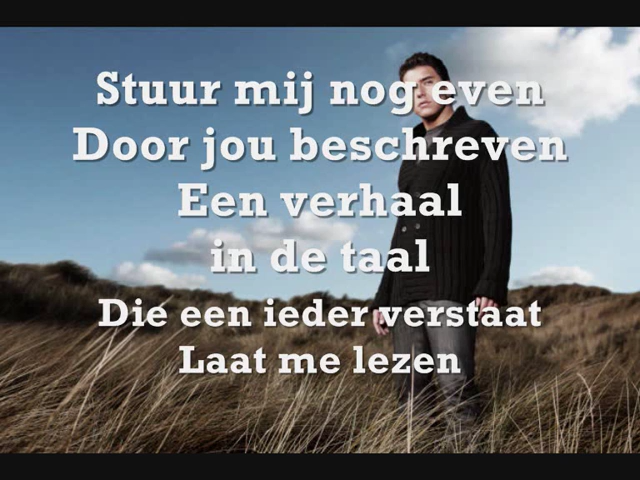 Stuur mij nog even
Door jou beschreven
Een verhaal
in de taal
Die een ieder verstaat
Laat me lezen